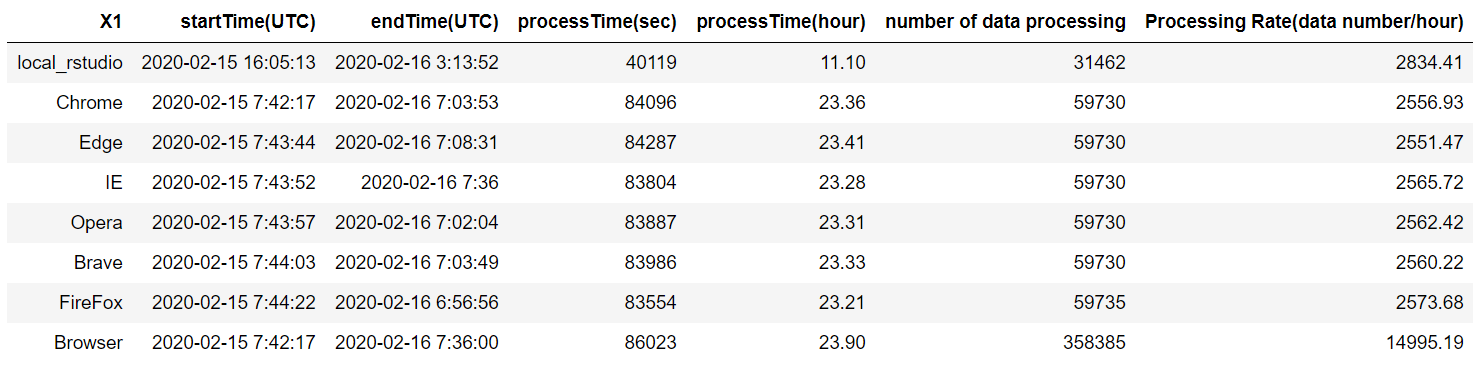 X1 startTime(UTC) endTime(UTC) processTime(sec) processTime(hour) number of data processing Processing Rate(data number/hour)
local_rstudio 2020-02-15 16:05:13 2020-02-16 3:13:52 40119 11.10 31462 2834.41
Chrome 2020-02-15 7:42:17 2020-02-16 7:03:53 84096 23.36 59730 2556.93
Edge 2020-02-15 7:43:44 2020-02-16 7:08:31 84287 23.41 59730 2551.47
IE 2020-02-15 7:43:52 2020-02-16 7:36 83804 23.28 59730 2565.72
Opera 2020-02-15 7:43:57 2020-02-16 7:02:04 83887 23.31 59730 2562.42
Brave 2020-02-15 7:44:03 2020-02-16 7:03:49 83986 23.33 59730 2560.22
FireFox 2020-02-15 7:44:22 2020-02-16 6:56:56 83554 23.21 59735 2573.68
Browser 2020-02-15 7:42:17 2020-02-16 7:36:00 86023 23.90 358385 14995.19